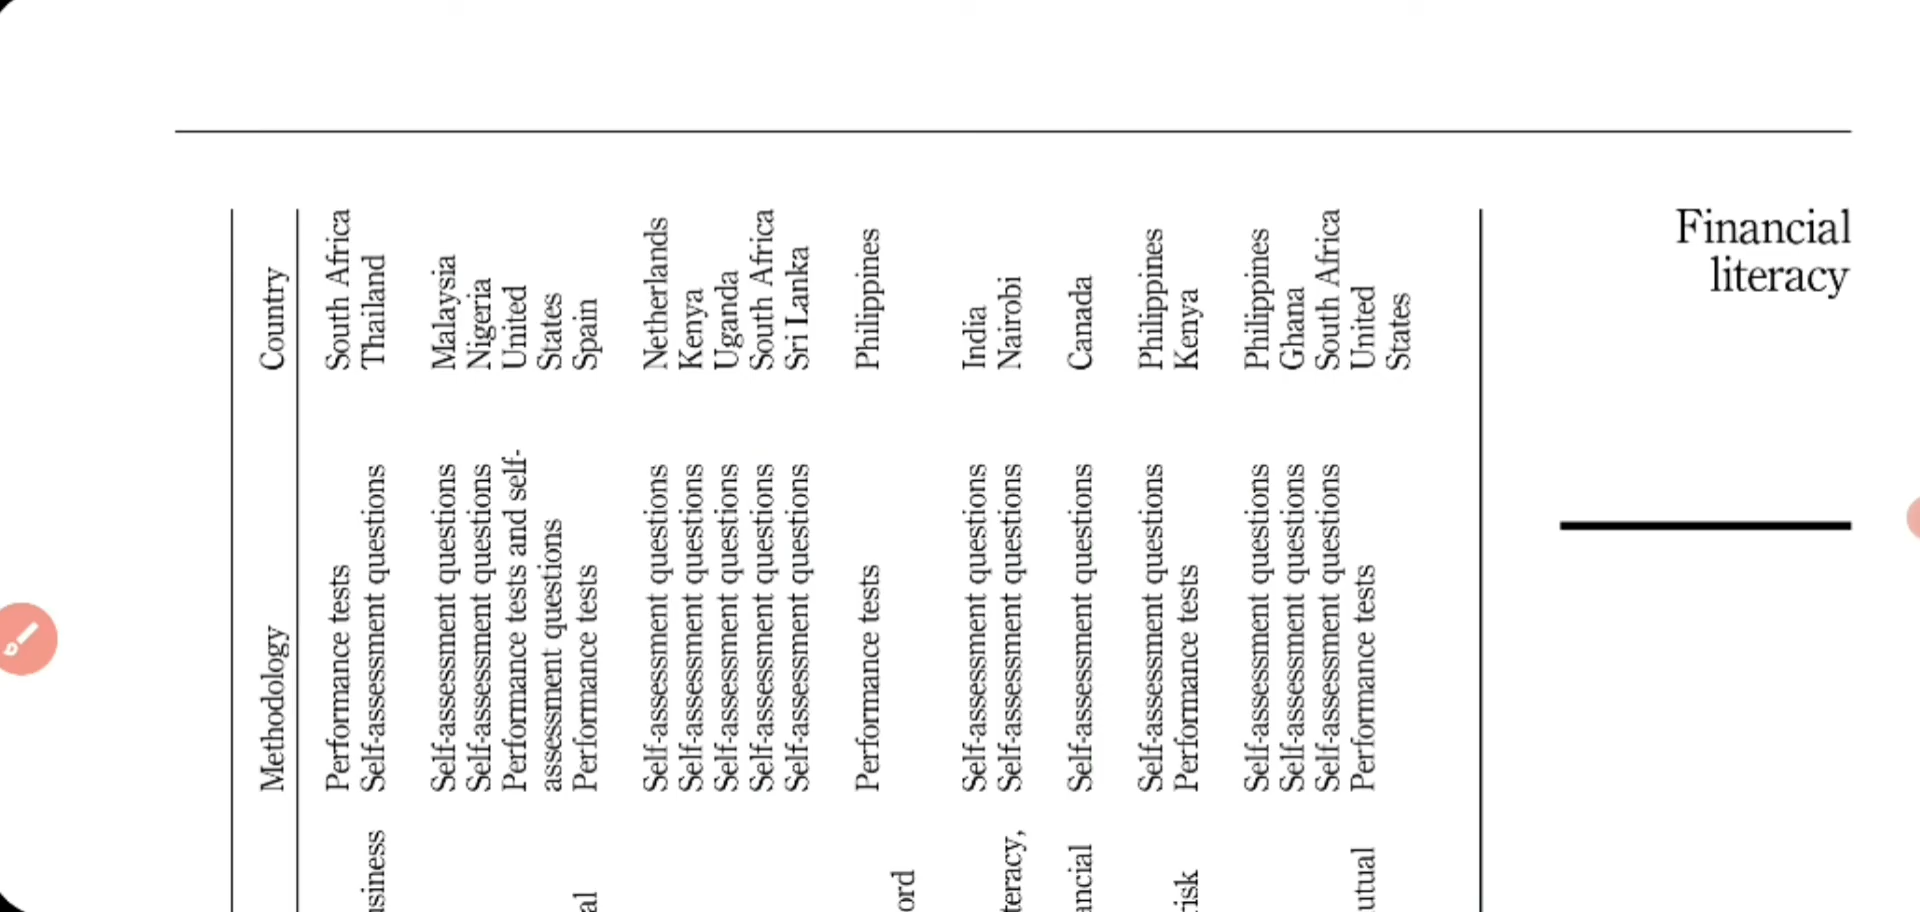 Financial
literacy
Methodology Country
Performance tests South Africa
Self-assessment questions Thailand
Self-assessment questions Malaysia
Self-assessment questions Nigeria
Performance tests and self- United
assessment questions States
Performance tests Spain
Self-assessment questions Netherlands
Self-assessment questions Kenya
Self-assessment questions Uganda
Self-assessment questions South Africa
Self-assessment questions Sri Lanka
Performance tests Philippines
Self-assessment questions India
Self-assessment questions Nairobi
Self-assessment questions Canada
Self-assessment questions Philippines
Performance tests Kenya
Self-assessment questions Philippines
Self-assessment questions Ghana
Self-assessment questions South Africa
Performance tests United
States